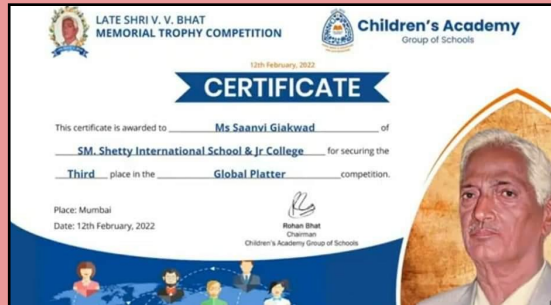 LATE SHRI V. V. BHAT
MEMORIAL TROPHY COMPETITION
Children's Academy
Group of Schools
12th February, 2022
CERTIFICATE
This certificate is awarded to Ms Saanvi Giakwad of
SM. Shetty International School & Jr College for securing the
Third place in the Global Platter competition.
Place: Mumbai
Date: 12th February, 2022
Rohan Bhat
Chairman
Children's Academy Group of Schools